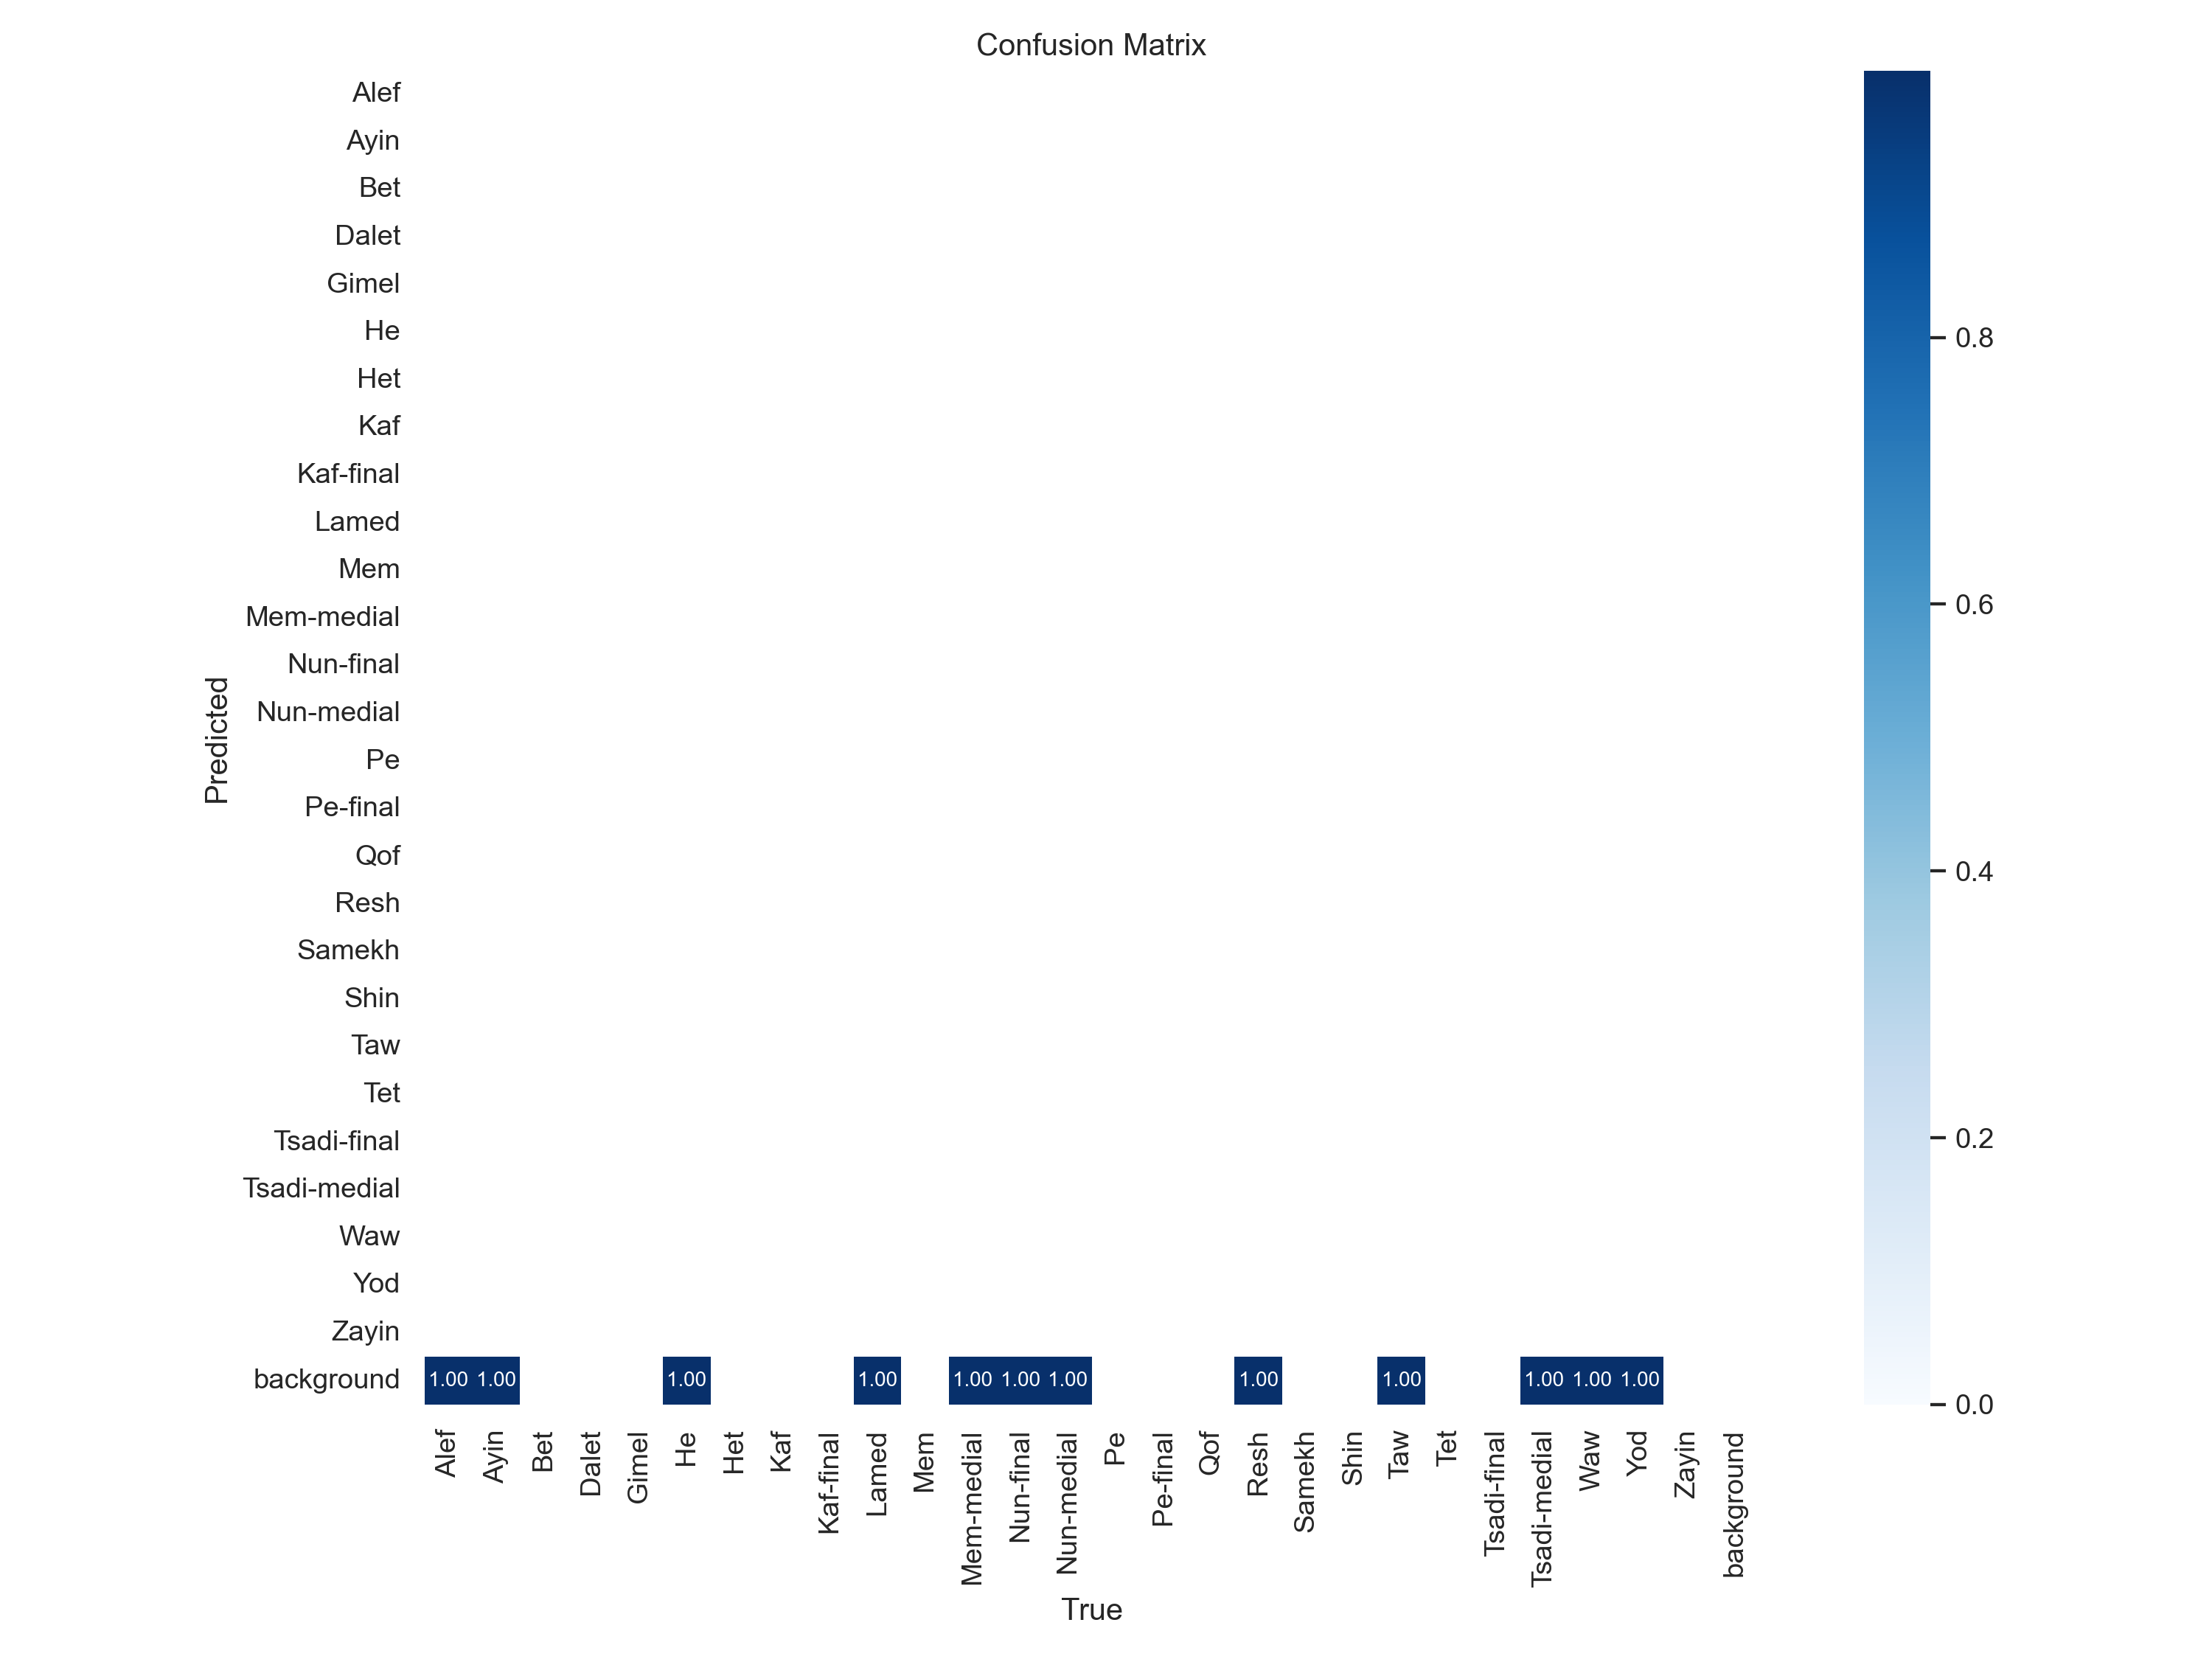 Confusion Matrix
Alef
Ayin
Bet
Dalet
Gimel
He
Het
Kaf
Kaf-final
Lamed
Mem
Mem-medial
Nun-final
Nun-medial
Pe
Pe-final
Qof
Resh
Samekh
Shin
Taw
Tet
Tsadi-final
Tsadi-medial
Waw
Yod
Zayin
background
Predicted
1.00 1.00 1.00 1.00 1.00 1.00 1.00 1.00 1.00 1.00 1.00 1.00
Alef Ayin Bet Dalet Gimel He Het Kaf Kaf-final Lamed Mem Mem-medial Nun-final Nun-medial Pe Pe-final Qof Resh Samekh Shin Taw Tet Tsadi-final Tsadi-medial Waw Yod Zayin background
True
0.8
0.6
0.4
0.2
0.0